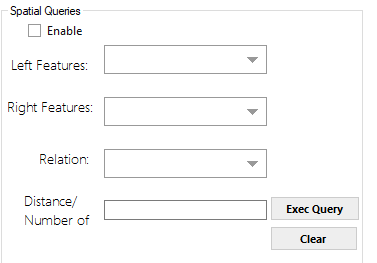 Spatial Queries
Enable
Left Features:
Right Features:
Relation:
Distance/
Number of
Exec Query
Clear